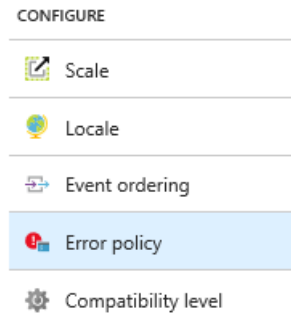 CONFIGURE
Scale
Locale
Event ordering
Error policy
Compatibility level